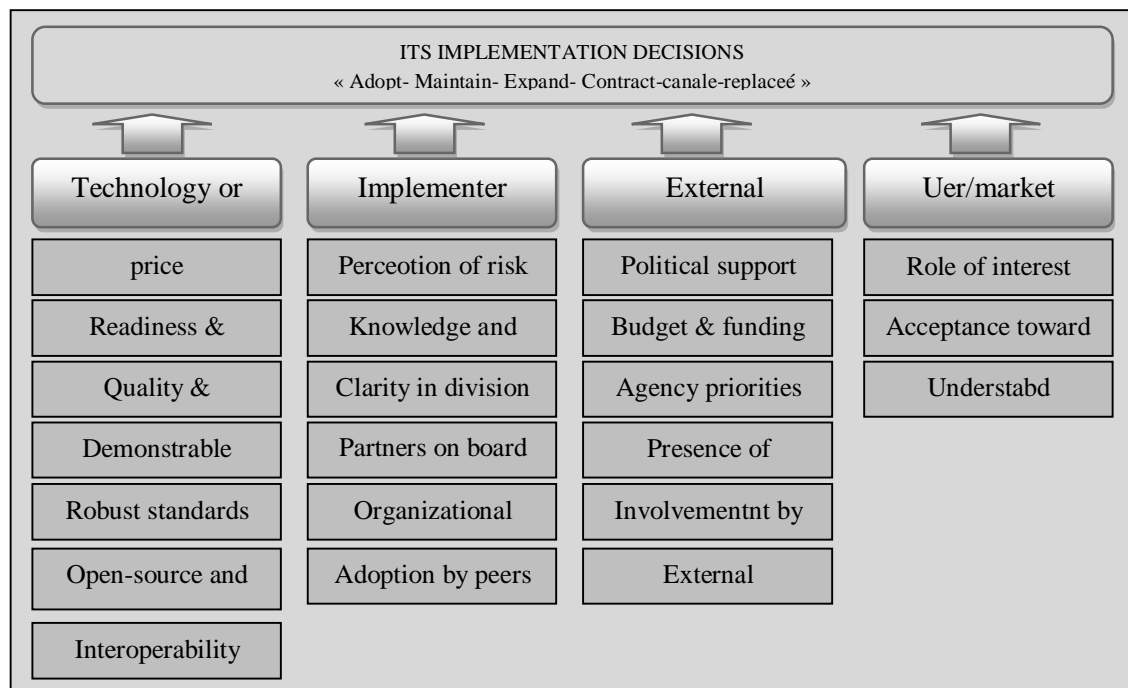 ITS IMPLEMENTATION DECISIONS
« Adopt- Maintain- Expand- Contract-canale-replaceé »
Technology or
price
Readiness &
Quality &
Demonstrable
Robust standards
Open-source and
Interoperability
Implementer
Perceotion of risk
Knowledge and
Clarity in division
Partners on board
Organizational
Adoption by peers
External
Political support
Budget & funding
Agency priorities
Presence of
Involvementnt by
External
Uer/market
Role of interest
Acceptance toward
Understabd